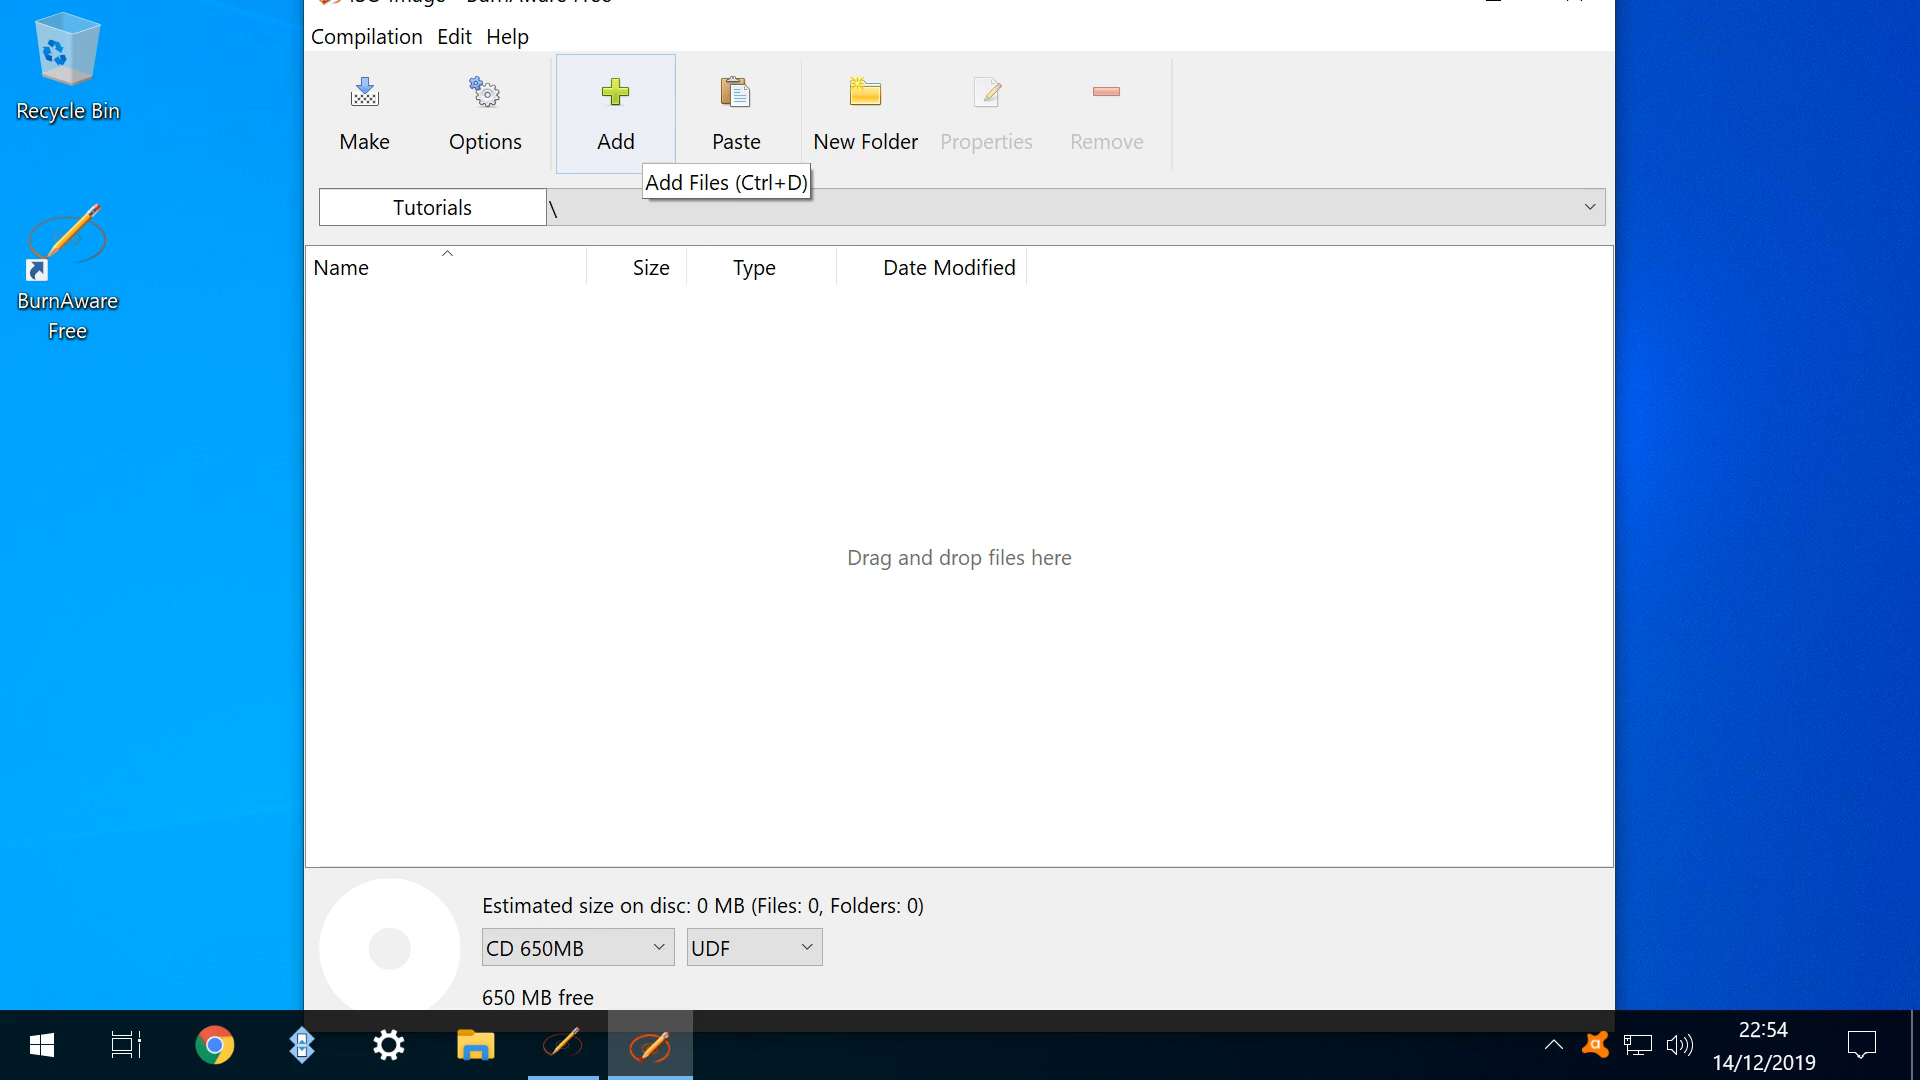 Recycle Bin
BurnAware
Free
Compilation Edit Help
Make Options Add Paste New Folder Properties Remove
Add Files (Ctrl+D)
Tutorials \
Name Size Type Date Modified
Drag and drop files here
Estimated size on disc: 0 MB (Files: 0, Folders: 0)
CD 650MB UDF
650 MB free
22:54
14/12/2019